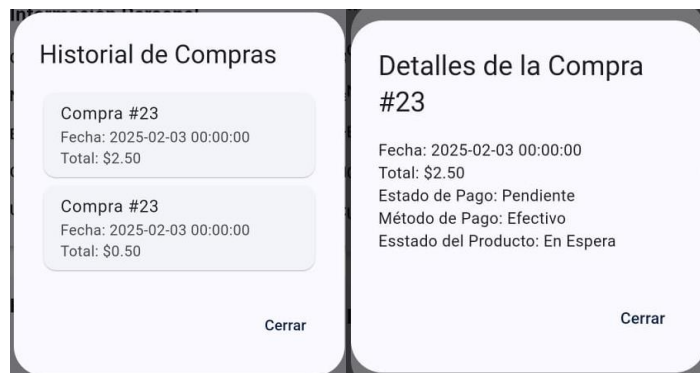 Información Personal
Historial de Compras
Compra #23
Fecha: 2025-02-03 00:00:00
Total: $2.50
Compra #23
Fecha: 2025-02-03 00:00:00
Total: $0.50
Cerrar
Detalles de la Compra
#23
Fecha: 2025-02-03 00:00:00
Total: $2.50
Estado de Pago: Pendiente
Método de Pago: Efectivo
Esstado del Producto: En Espera
Cerrar